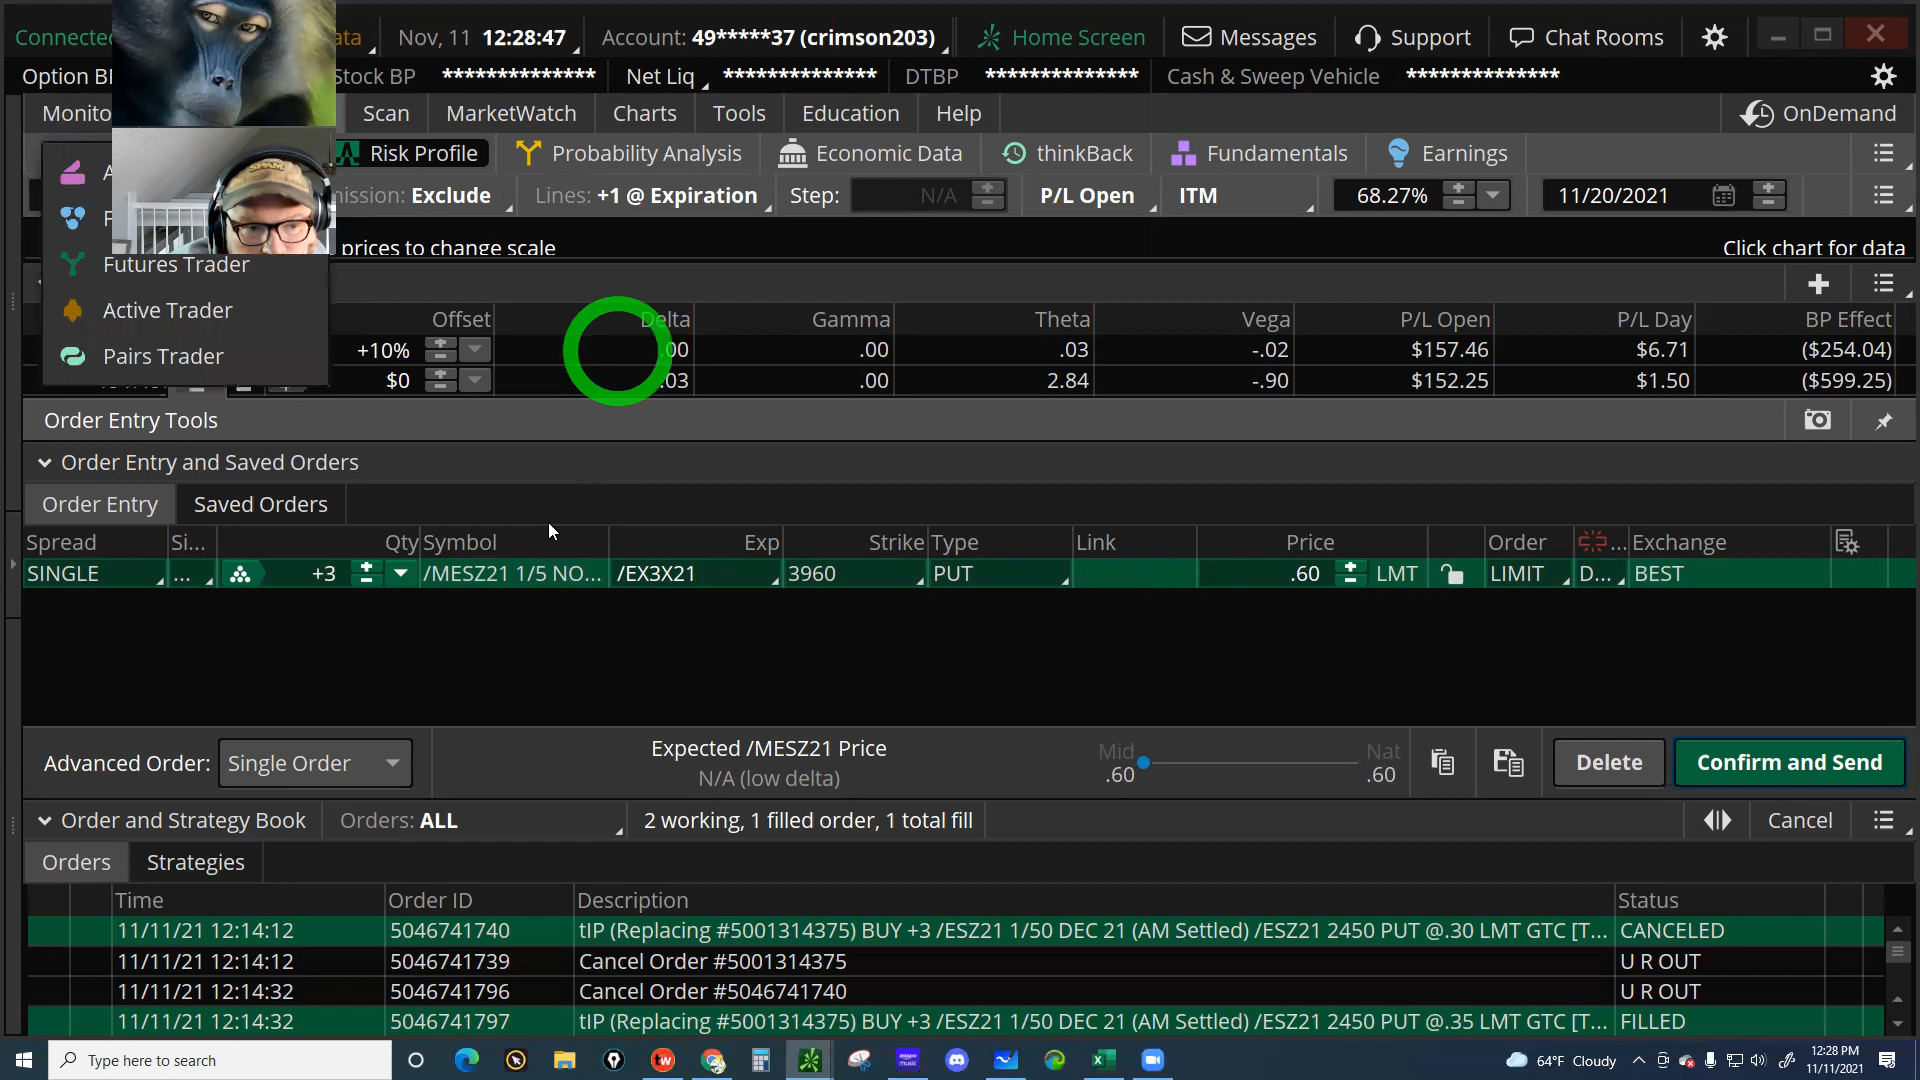 Connected
ata
Nov, 11 12:28:47
Account: 49*****37 (crimson203)
Home Screen
Messages
Support
Chat Rooms
Option BP
Stock BP **************
Net Liq **************
DTBP **************
Cash & Sweep Vehicle **************
Monito
Scan
MarketWatch
Charts
Tools
Education
Help
OnDemand
Risk Profile
Probability Analysis
Economic Data
thinkBack
Fundamentals
Earnings
mission: Exclude
Lines: +1 @ Expiration
Step: N/A
P/L Open
ITM
68.27%
11/20/2021
prices to change scale
Click chart for data
A
F
Futures Trader
Active Trader
Pairs Trader
Offset Delta Gamma Theta Vega P/L Open P/L Day BP Effect
+10% .00 .00 .03 -.02 $157.46 $6.71 ($254.04)
$0 .03 .00 2.84 -.90 $152.25 $1.50 ($599.25)
Order Entry Tools
Order Entry and Saved Orders
Order Entry Saved Orders
Spread Si... Qty Symbol Exp Strike Type Link Price Order ... Exchange
SINGLE ... +3 /MESZ21 1/5 NO... /EX3X21 3960 PUT .60 LMT LIMIT D... BEST
Advanced Order: Single Order
Expected /MESZ21 Price
N/A (low delta)
Mid Nat
.60 .60
Delete
Confirm and Send
Order and Strategy Book
Orders: ALL
2 working, 1 filled order, 1 total fill
Cancel
Orders Strategies
Time Order ID Description Status
11/11/21 12:14:12 5046741740 tIP (Replacing #5001314375) BUY +3 /ESZ21 1/50 DEC 21 (AM Settled) /ESZ21 2450 PUT @.30 LMT GTC [T... CANCELED
11/11/21 12:14:12 5046741739 Cancel Order #5001314375 U R OUT
11/11/21 12:14:32 5046741796 Cancel Order #5046741740 U R OUT
11/11/21 12:14:32 5046741797 tIP (Replacing #5001314375) BUY +3 /ESZ21 1/50 DEC 21 (AM Settled) /ESZ21 2450 PUT @.35 LMT GTC [T... FILLED
Type here to search
64°F Cloudy
12:28 PM
11/11/2021